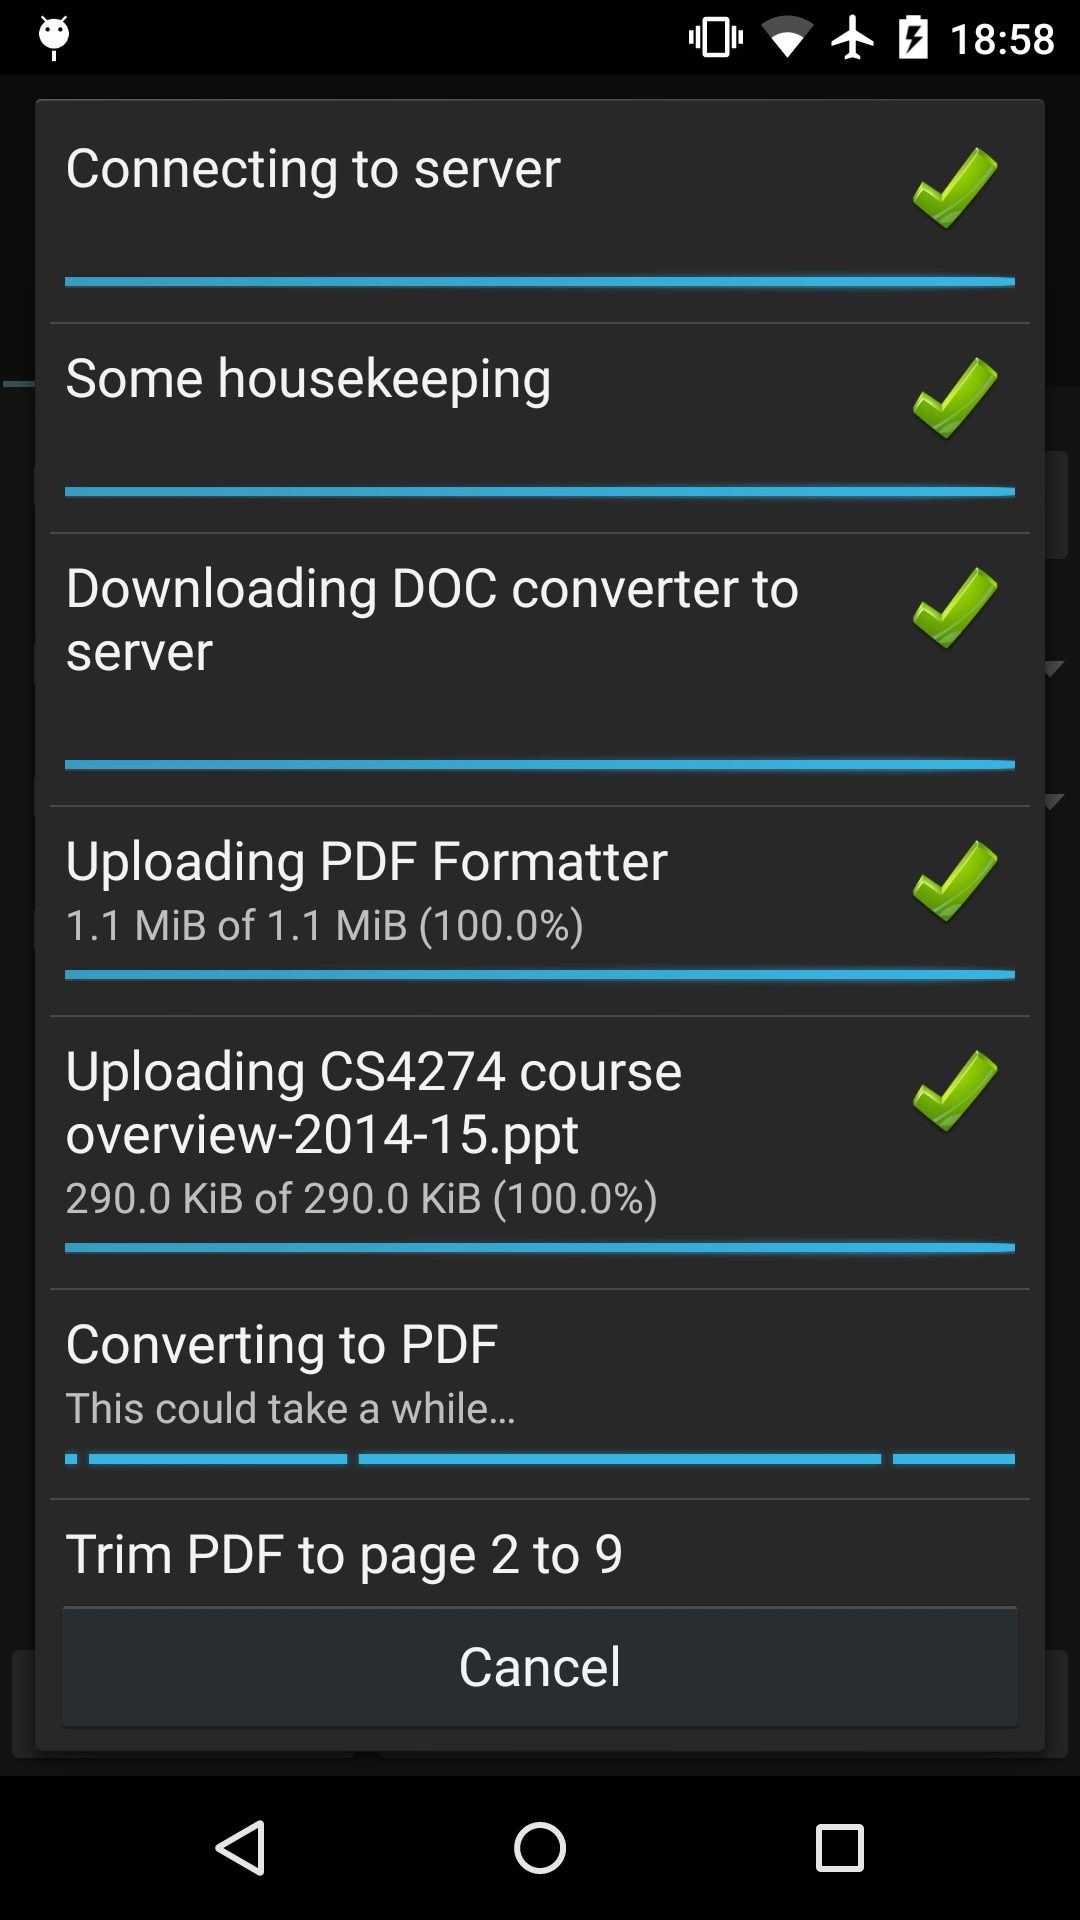 18:58
Connecting to server
Some housekeeping
Downloading DOC converter to
server
Uploading PDF Formatter
1.1 MiB of 1.1 MiB (100.0%)
Uploading CS4274 course
overview-2014-15.ppt
290.0 KiB of 290.0 KiB (100.0%)
Converting to PDF
This could take a while...
Trim PDF to page 2 to 9
Cancel